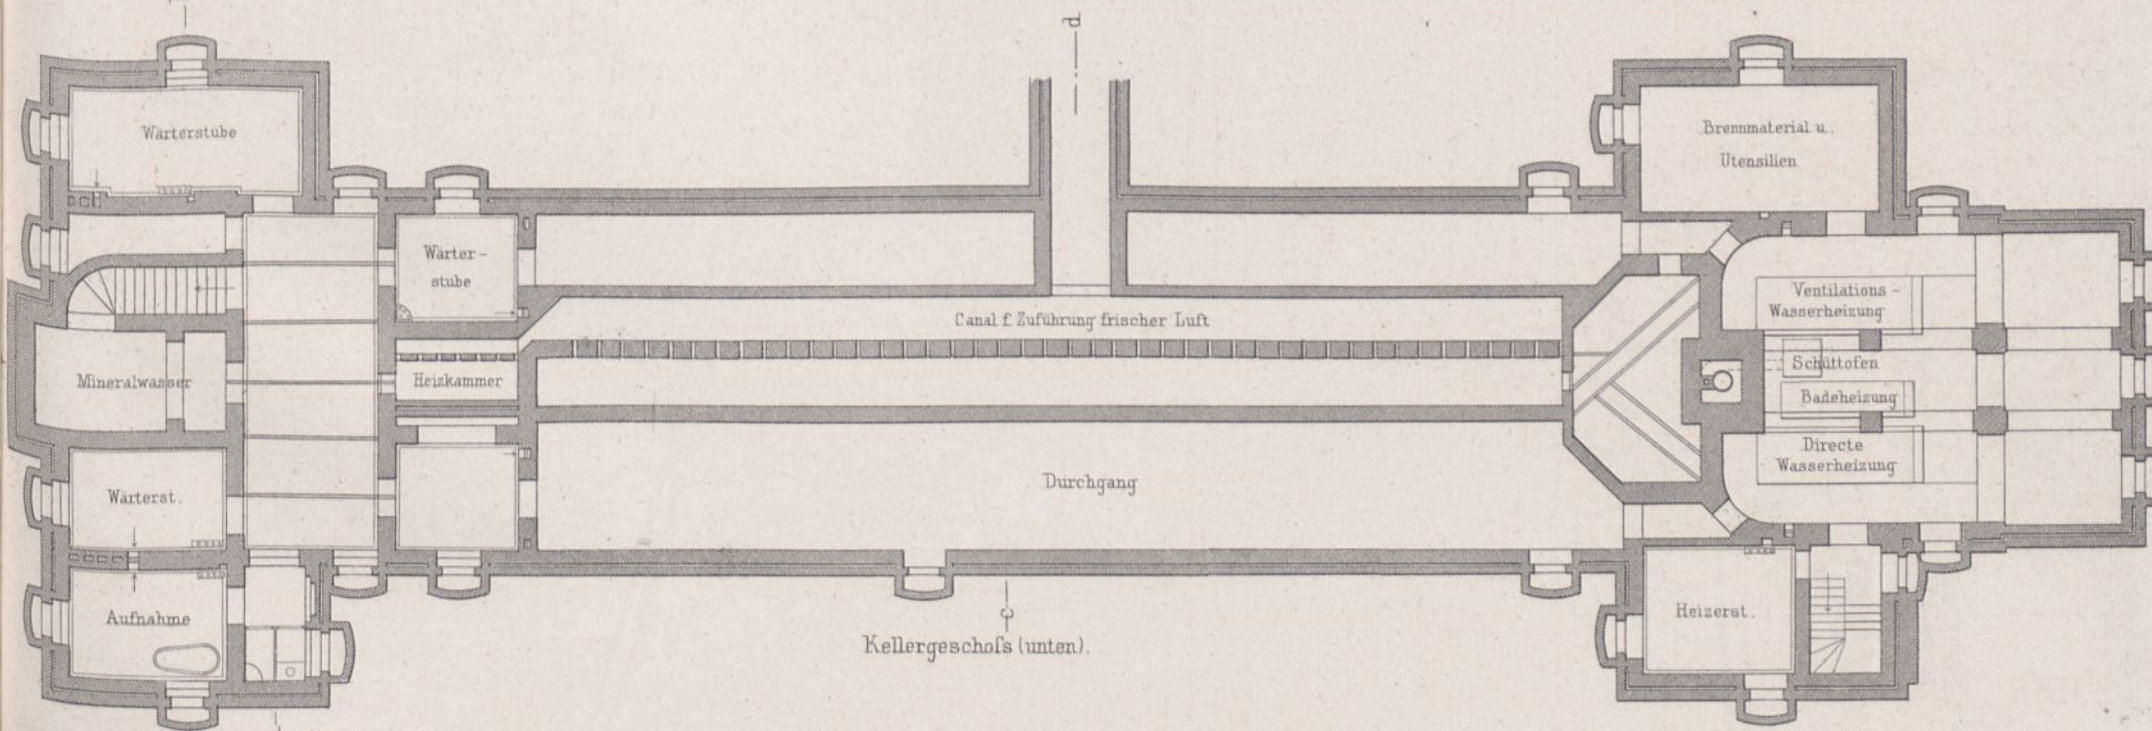 d
Wärterstube
Brennmaterial u.
Utensilien
Wärter-
stube
Ventilations-
Wasserheizung
Canal f. Zuführung frischer Luft
Schüttofen
Mineralwasser
Heizkammer
Badeheizung
Directe
Wasserheizung
Durchgang
Wärterst.
Aufnahme
Heizerst.
c
Kellergeschoſs (unten).